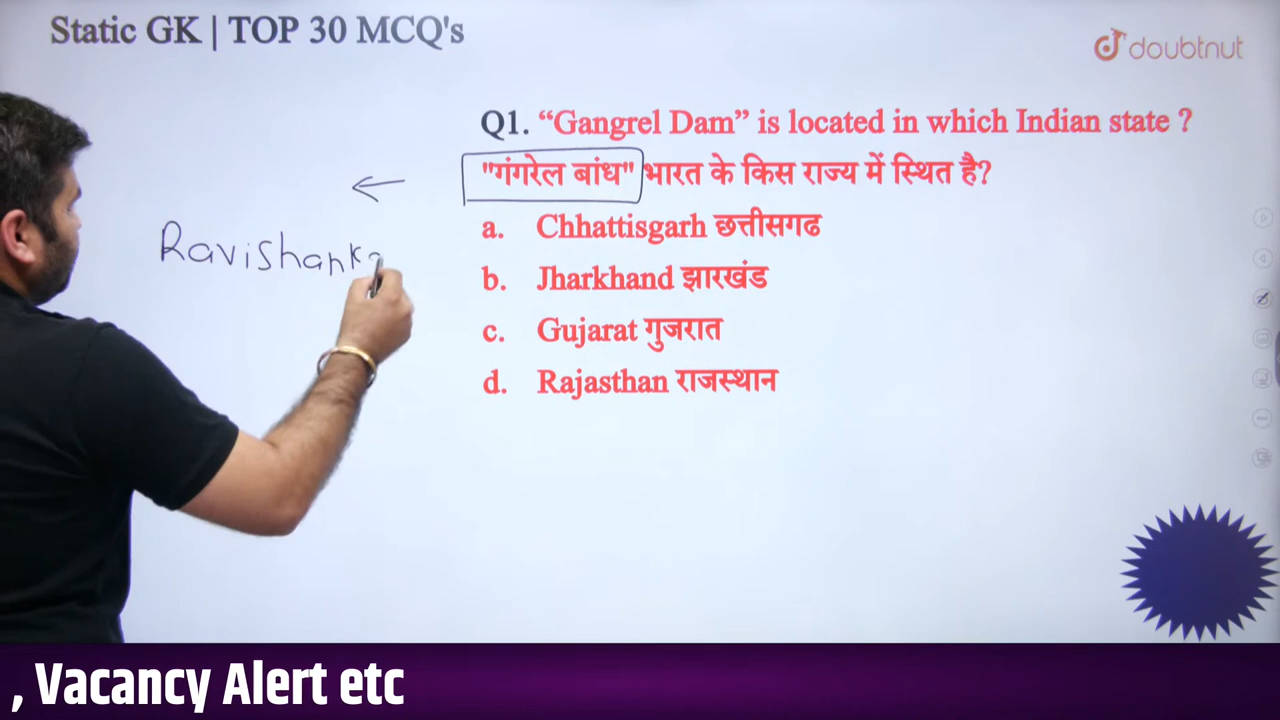 Static GK | TOP 30 MCQ's
doubtnut
Q1. “Gangrel Dam” is located in which Indian state ?
"गंगरेल बांध" भारत के किस राज्य में स्थित है?
Ravishank
a. Chhattisgarh छत्तीसगढ
b. Jharkhand झारखंड
c. Gujarat गुजरात
d. Rajasthan राजस्थान
, Vacancy Alert etc